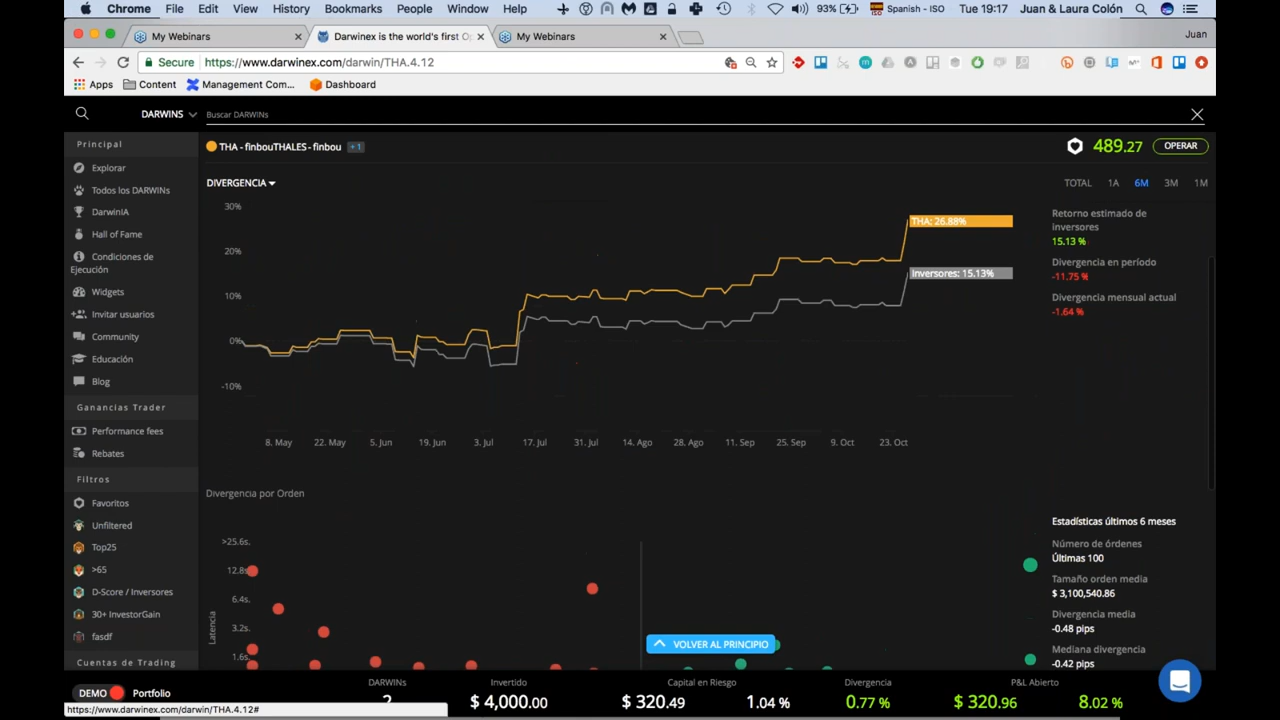 Chrome File Edit View History Bookmarks People Window Help 93% Spanish - ISO Tue 19:17 Juan & Laura Colón
My Webinars Darwinex is the world's first Op My Webinars Juan
Secure https://www.darwinex.com/darwin/THA.4.12
Apps Content Management Com... Dashboard
DARWINS Buscar DARWINs
Principal
Explorar
Todos los DARWINs
DarwinIA
Hall of Fame
Condiciones de
Ejecución
Widgets
Invitar usuarios
Community
Educación
Blog
Ganancias Trader
Performance fees
Rebates
Filtros
Favoritos
Unfiltered
Top25
>65
D-Score / Inversores
30+ InvestorGain
fasdf
Cuentas de Trading
THA - finbouTHALES - finbou +1 489.27 OPERAR
DIVERGENCIA TOTAL 1A 6M 3M 1M
30%
20%
10%
0%
-10%
THA: 26.88%
Inversores: 15.13%
8. May 22. May 5. Jun 19. Jun 3. Jul 17. Jul 31. Jul 14. Ago 28. Ago 11. Sep 25. Sep 9. Oct 23. Oct
Retorno estimado de
inversores
15.13 %
Divergencia en período
-11.75 %
Divergencia mensual actual
-1.64 %
Divergencia por Orden
>25.6s.
12.8s.
6.4s.
3.2s.
1.6s.
Latencia
VOLVER AL PRINCIPIO
Estadísticas últimos 6 meses
Número de órdenes
Últimas 100
Tamaño orden media
$ 3,100,540.86
Divergencia media
-0.48 pips
Mediana divergencia
-0.42 pips
DEMO Portfolio
DARWINs Invertido Capital en Riesgo Divergencia P&L Abierto
2 $ 4,000.00 $ 320.49 1.04 % 0.77 % $ 320.96 8.02 %
https://www.darwinex.com/darwin/THA.4.12#